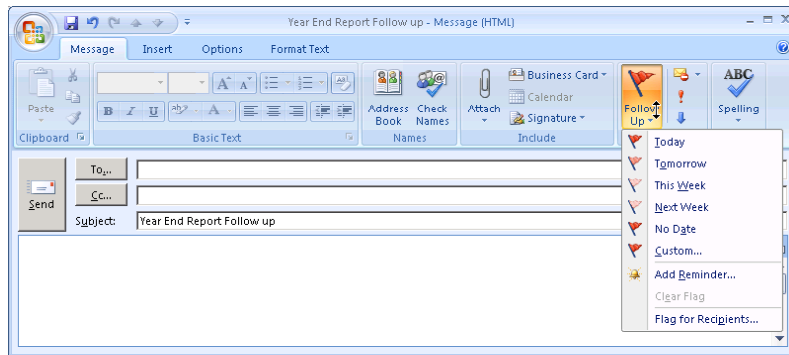 Year End Report Follow up - Message (HTML)
Message Insert Options Format Text
Paste
B I U ab A A A
Address Book
Check Names
Attach
Business Card
Calendar
Signature
Follow Up
ABC
Spelling
Clipboard Basic Text Names Include
Today
Tomorrow
This Week
Next Week
No Date
Custom...
Add Reminder...
Clear Flag
Flag for Recipients...
Send
To...
Cc...
Subject: Year End Report Follow up